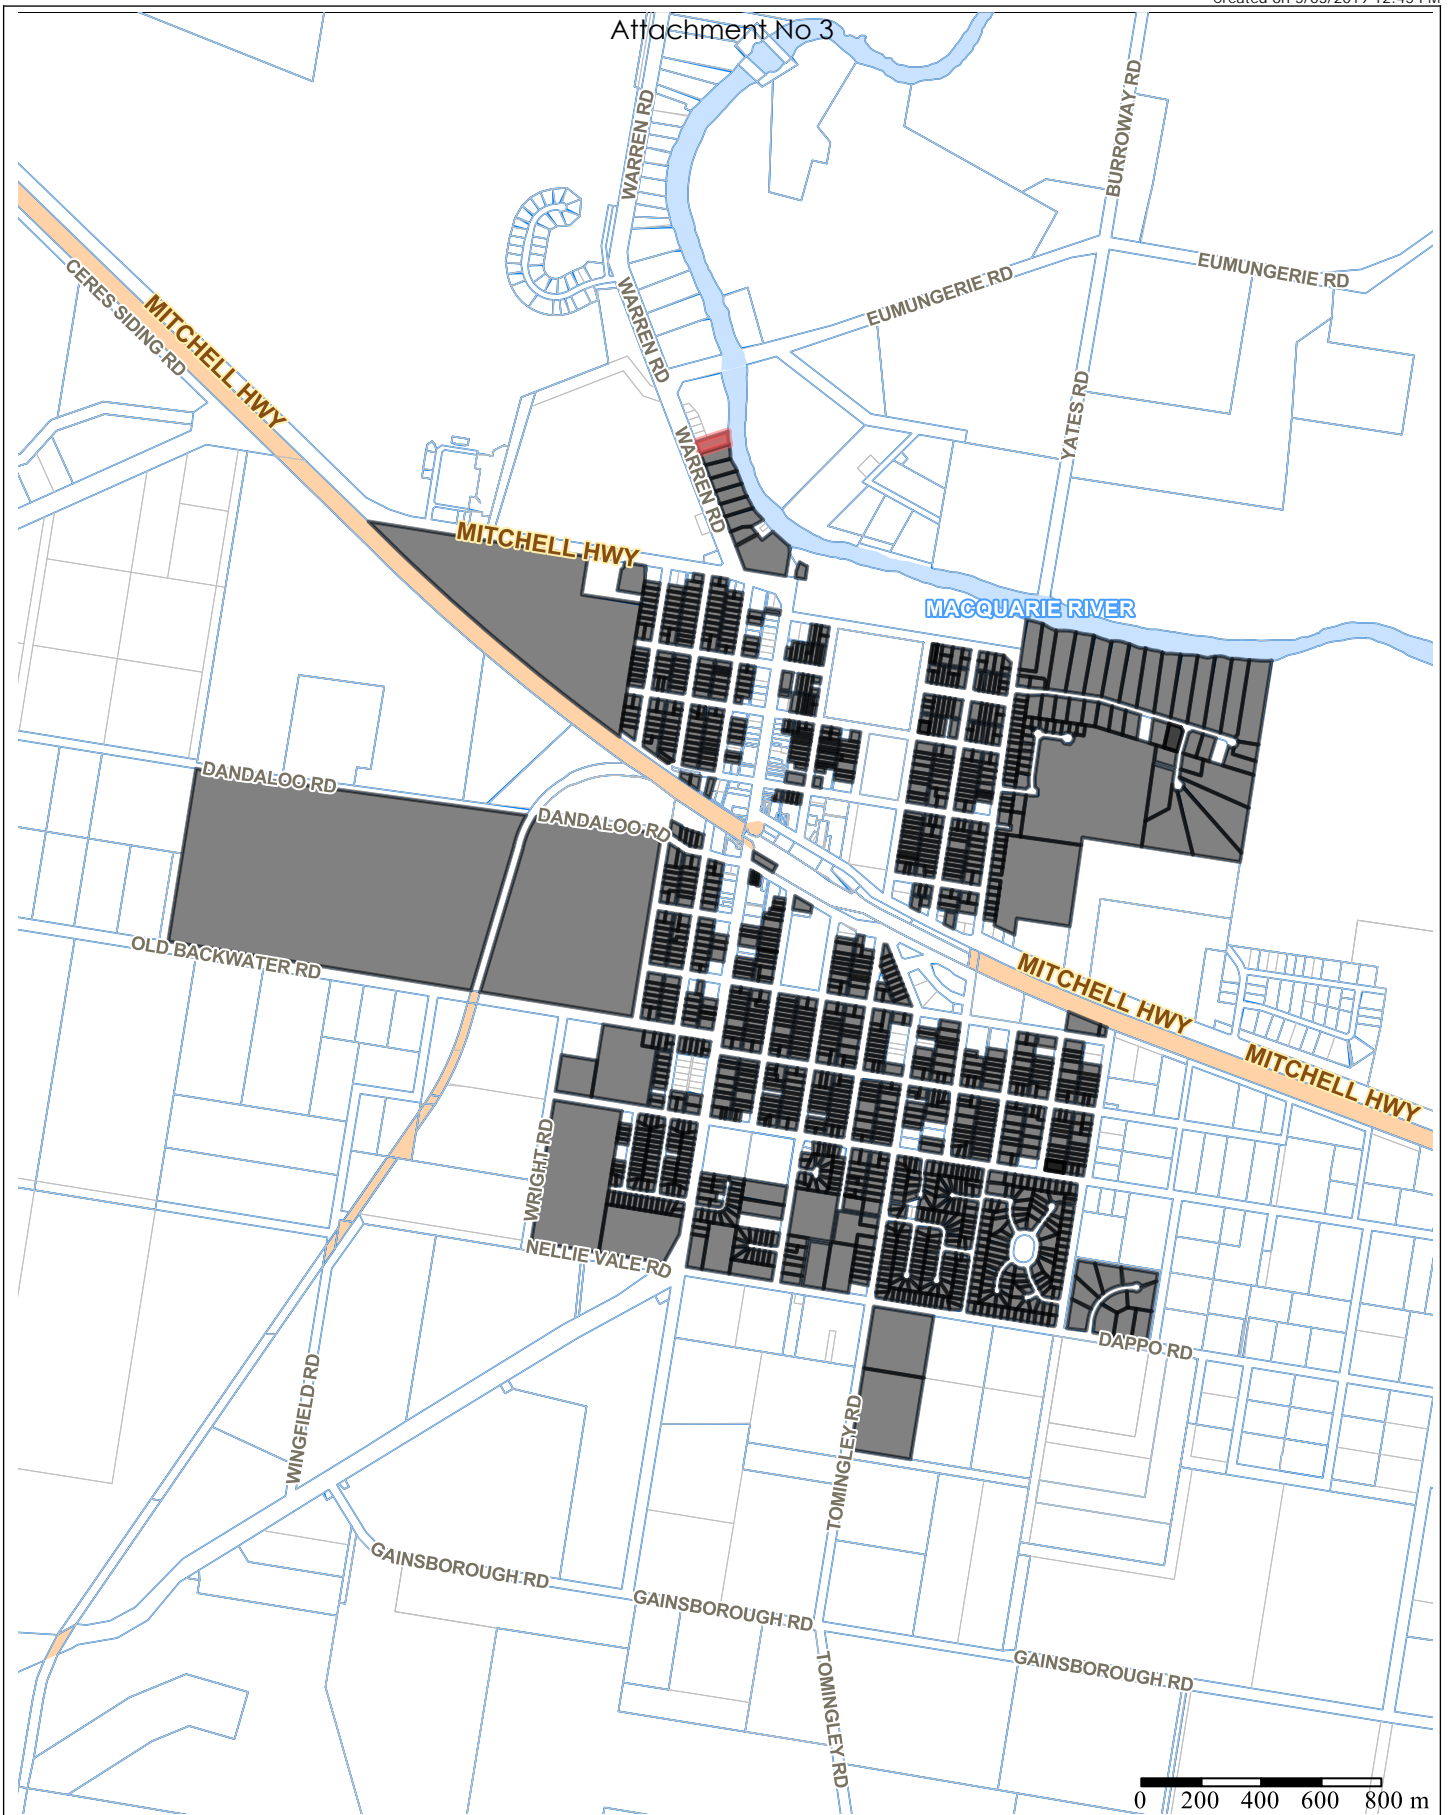 Attachment No 3
WARREN RD
BURROWAY RD
EUMUNGERIE RD
CERES SIDING RD
MITCHELL HWY
WARREN RD
EUMUNGERIE RD
YATES RD
WARREN RD
MITCHELL HWY
MACQUARIE RIVER
DANDALOO RD
DANDALOO RD
OLD BACKWATER RD
MITCHELL HWY
MITCHELL HWY
WRIGHT RD
NELLIE VALE RD
DAPPO RD
WINGFIELD RD
TOMINGLEY RD
GAINSBOROUGH RD
GAINSBOROUGH RD
GAINSBOROUGH RD
TOMINGLEY RD
0 200 400 600 800 m